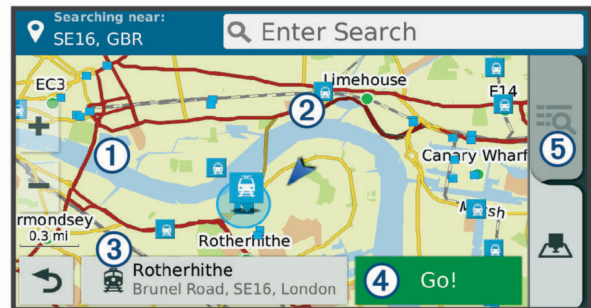 Searching near:
SE16, GBR
Enter Search
EC3
Limehouse
E14
2
+
1
5
Canary Wharf
−
rmondsey
0.3 mi
3
Rotherhithe
Rotherhithe
Brunel Road, SE16, London
4
Go!